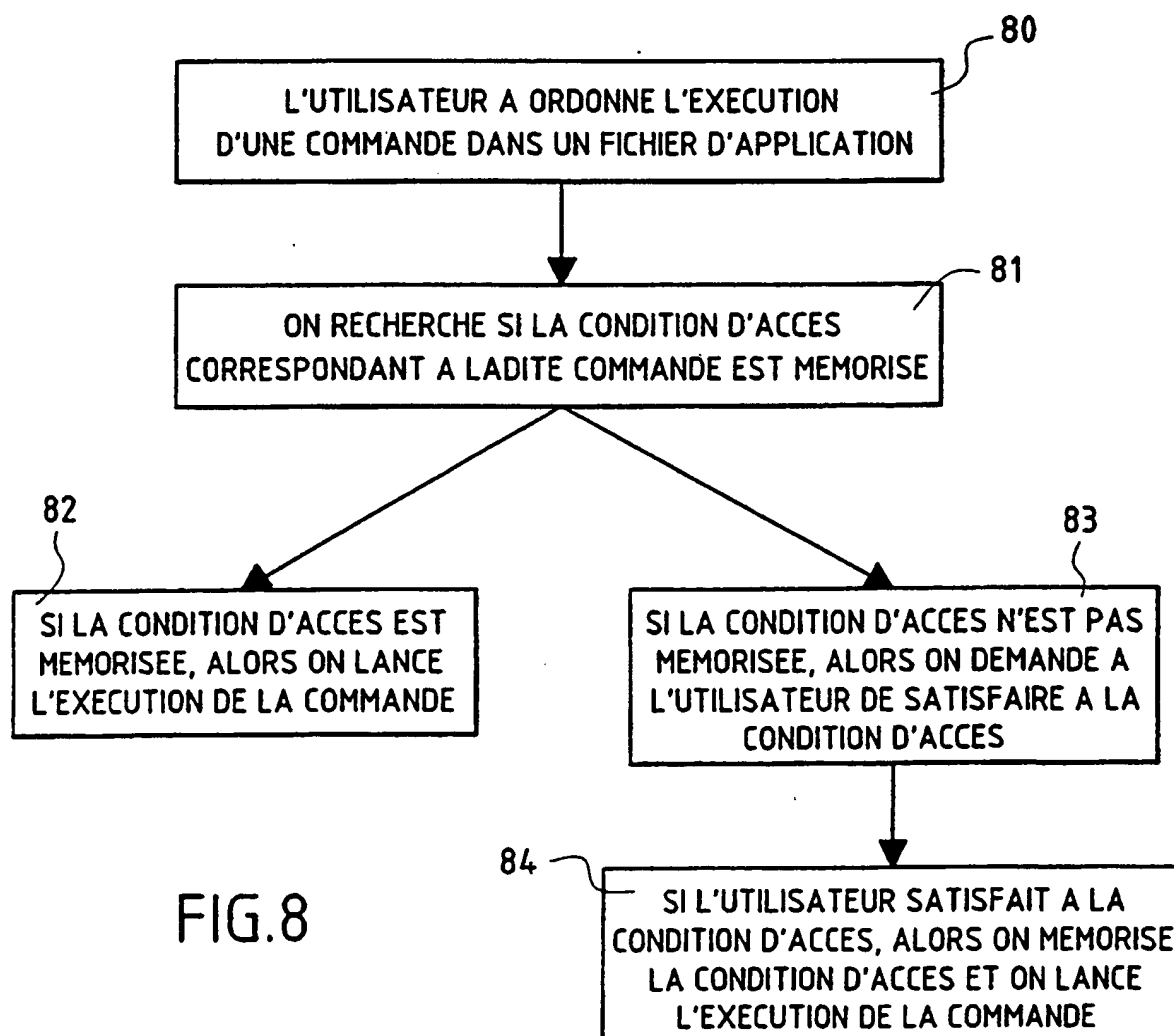 80
L'UTILISATEUR A ORDONNE L'EXECUTION
D'UNE COMMANDE DANS UN FICHIER D'APPLICATION
81
ON RECHERCHE SI LA CONDITION D'ACCES
CORRESPONDANT A LADITE COMMANDE EST MEMORISE
82
SI LA CONDITION D'ACCES EST
MEMORISEE, ALORS ON LANCE
L'EXECUTION DE LA COMMANDE
83
SI LA CONDITION D'ACCES N'EST PAS
MEMORISEE, ALORS ON DEMANDE A
L'UTILISATEUR DE SATISFAIRE A LA
CONDITION D'ACCES
84
SI L'UTILISATEUR SATISFAIT A LA
CONDITION D'ACCES, ALORS ON MEMORISE
LA CONDITION D'ACCES ET ON LANCE
L'EXECUTION DE LA COMMANDE
FIG.8